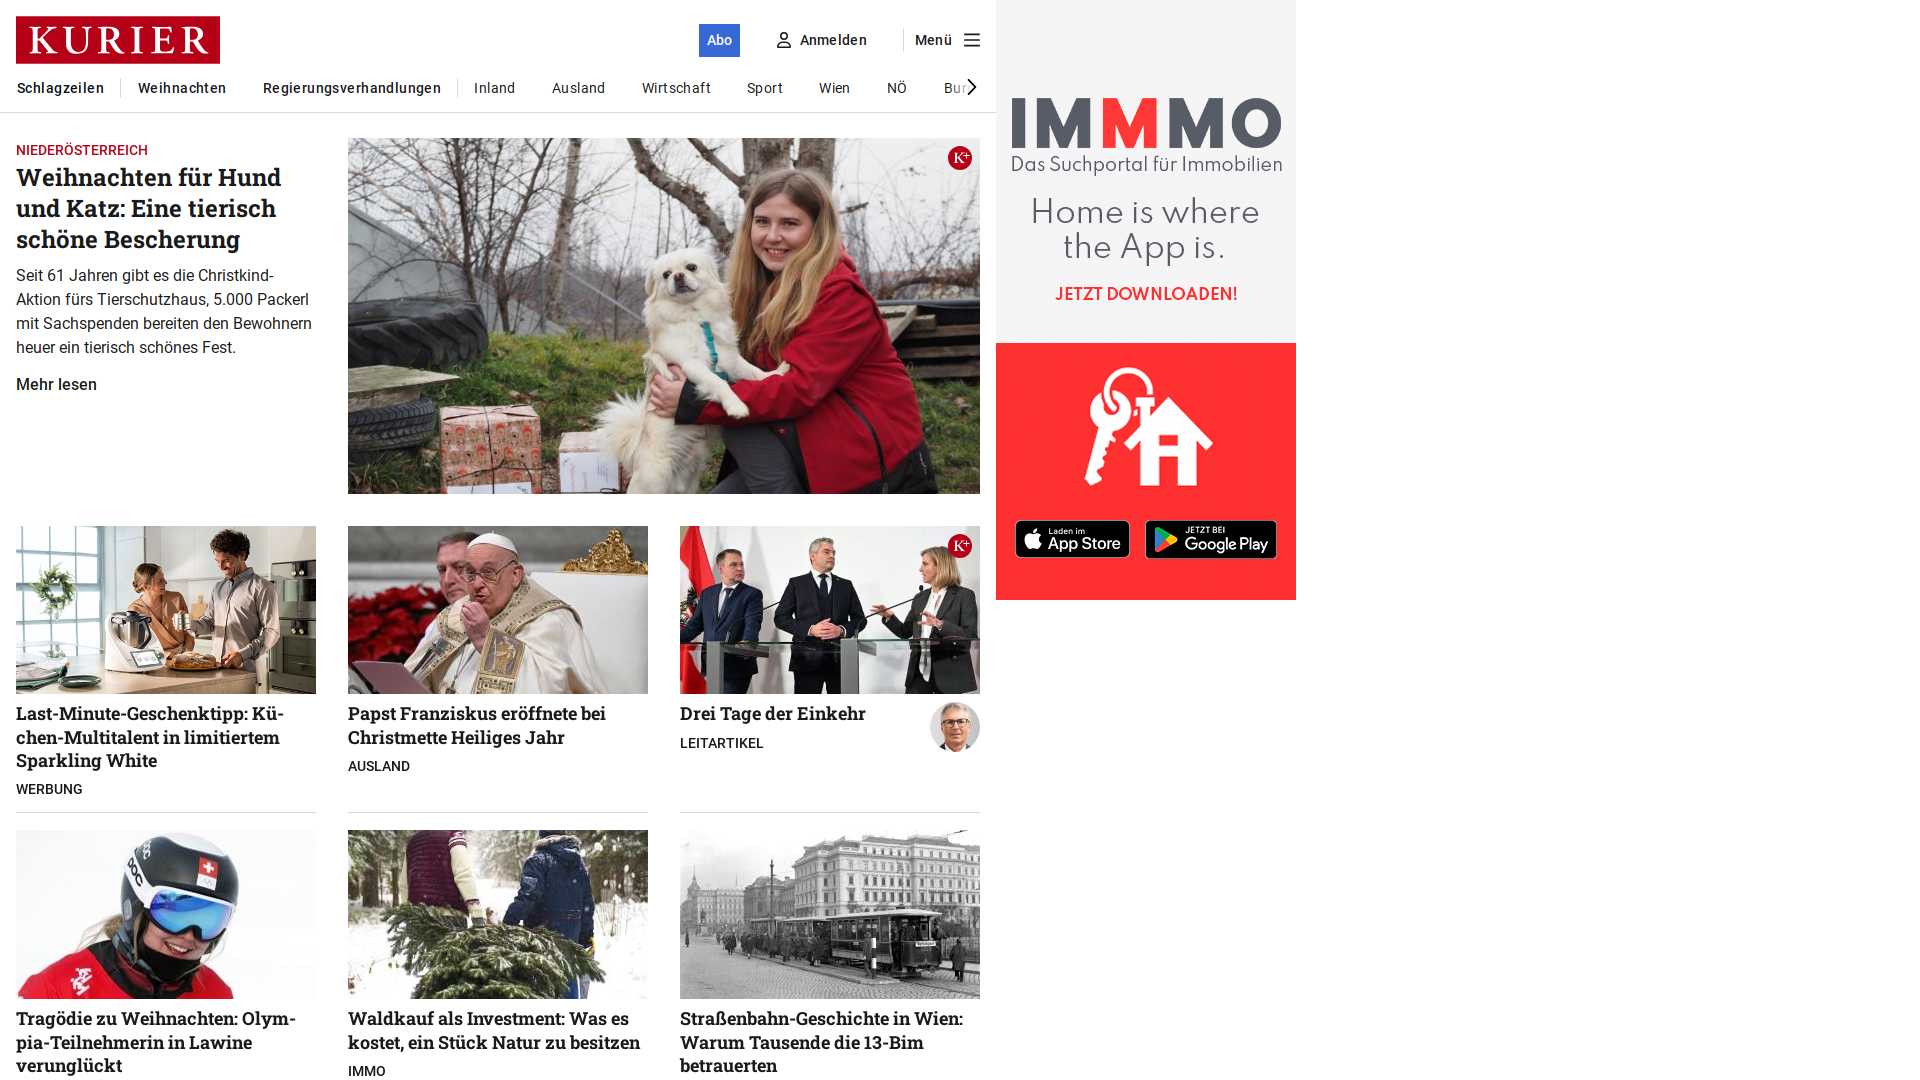 KURIER
Abo
Anmelden
Menü
Schlagzeilen
Weihnachten
Regierungsverhandlungen
Inland
Ausland
Wirtschaft
Sport
Wien
NÖ
NIEDERÖSTERREICH
Weihnachten für Hund
und Katz: Eine tierisch
schöne Bescherung
Seit 61 Jahren gibt es die Christkind-
Aktion fürs Tierschutzhaus, 5.000 Packerl
mit Sachspenden bereiten den Bewohnern
heuer ein tierisch schönes Fest.
Mehr lesen
K+
Last-Minute-Geschenktipp: Kü-
chen-Multitalent in limitiertem
Sparkling White
WERBUNG
Papst Franziskus eröffnete bei
Christmette Heiliges Jahr
AUSLAND
K+
Drei Tage der Einkehr
LEITARTIKEL
POC
POC
Tragödie zu Weihnachten: Olym-
pia-Teilnehmerin in Lawine
verunglückt
Waldkauf als Investment: Was es
kostet, ein Stück Natur zu besitzen
IMMO
Straßenbahn-Geschichte in Wien:
Warum Tausende die 13-Bim
betrauerten
IMMMO
Das Suchportal für Immobilien
Home is where
the App is.
JETZT DOWNLOADEN!
Laden im
App Store
JETZT BEI
Google Play